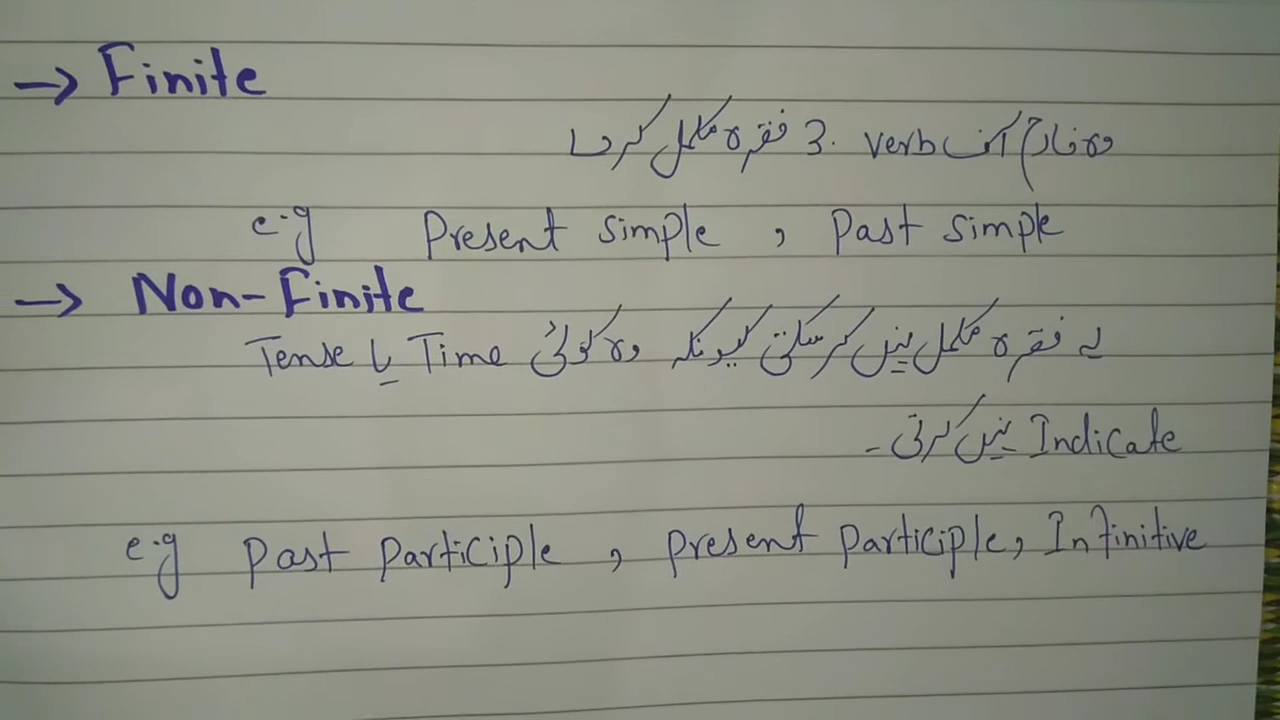 → Finite
وہ فارم آف verb جو فقرہ مکمل کرے
e.g Present simple , Past simple
→ Non-Finite
یہ فقرہ مکمل نہیں کر سکتی کیونکہ وہ کوئی Time یا Tense
Indicate نہیں کرتی۔
e.g Past participle , present participle, Infinitive